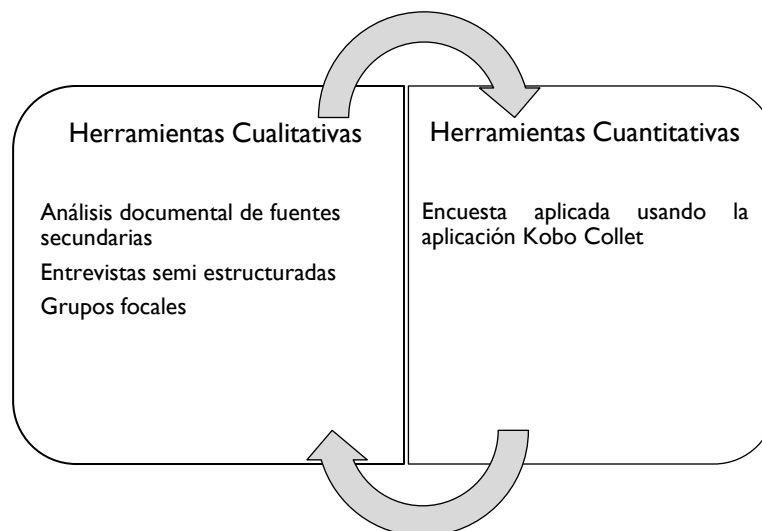 Herramientas Cualitativas
Análisis documental de fuentes
secundarias
Entrevistas semi estructuradas
Grupos focales
Herramientas Cuantitativas
Encuesta aplicada usando la
aplicación Kobo Collet